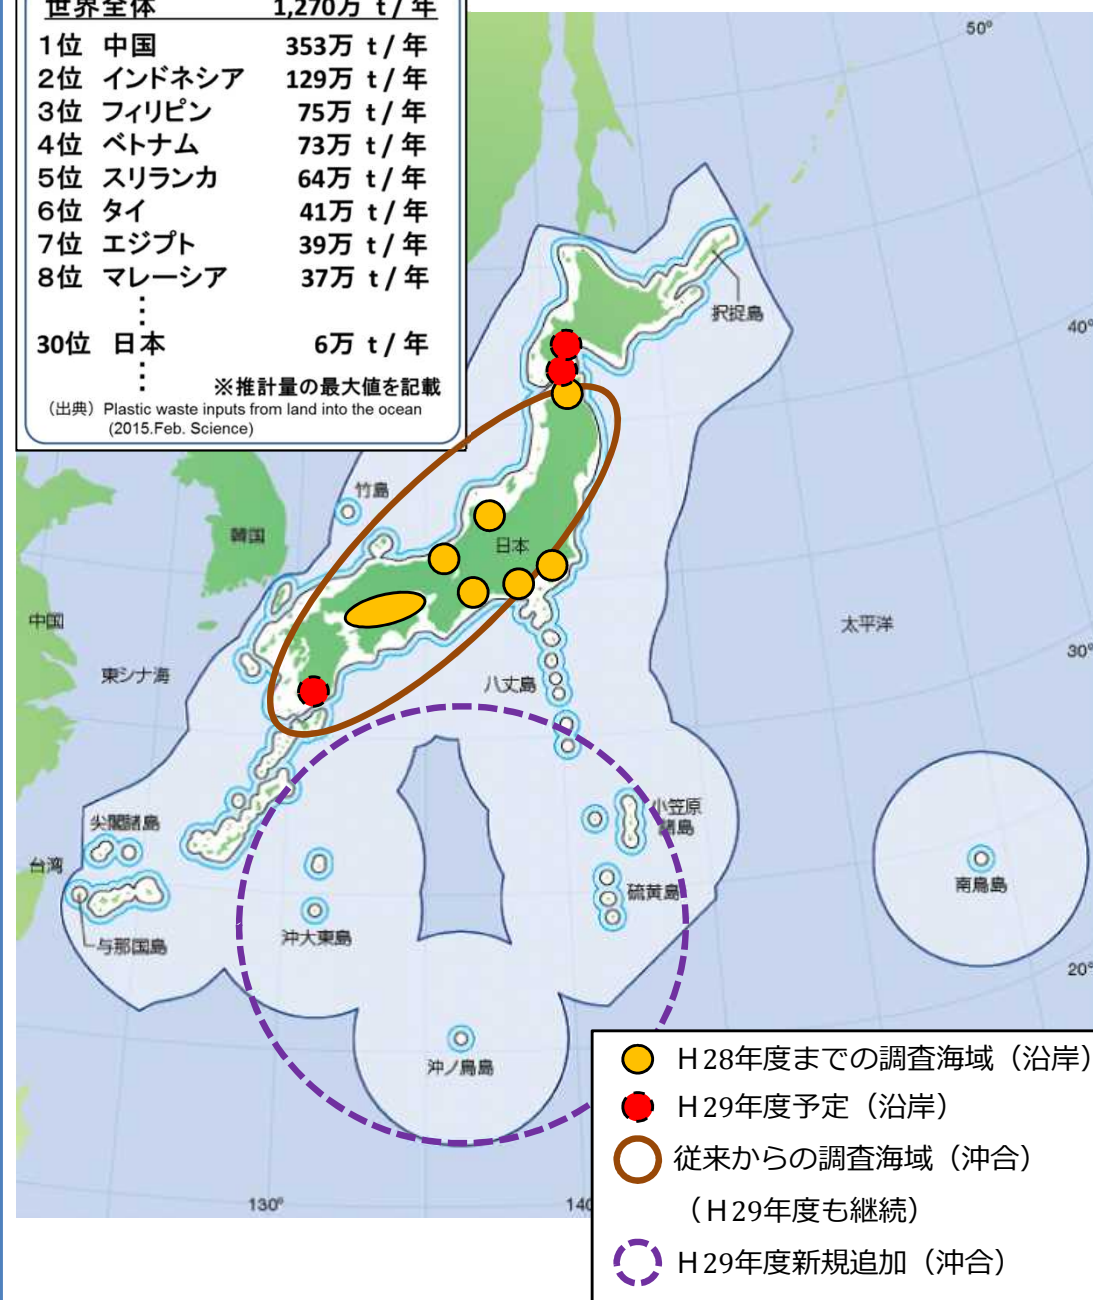 世界全体 1,270万 t / 年
1位 中国 353万 t / 年
2位 インドネシア 129万 t / 年
3位 フィリピン 75万 t / 年
4位 ベトナム 73万 t / 年
5位 スリランカ 64万 t / 年
6位 タイ 41万 t / 年
7位 エジプト 39万 t / 年
8位 マレーシア 37万 t / 年
⋮
30位 日本 6万 t / 年
⋮
※推計量の最大値を記載
（出典）Plastic waste inputs from land into the ocean
(2015.Feb. Science)
50°
択捉島
40°
竹島
韓国
日本
中国
太平洋
30°
東シナ海
八丈島
小笠原
諸島
尖閣諸島
台湾
南鳥島
硫黄島
沖大東島
与那国島
20°
沖ノ鳥島
130°
140
Ｈ28年度までの調査海域（沿岸）
Ｈ29年度予定（沿岸）
従来からの調査海域（沖合）
（Ｈ29年度も継続）
Ｈ29年度新規追加（沖合）